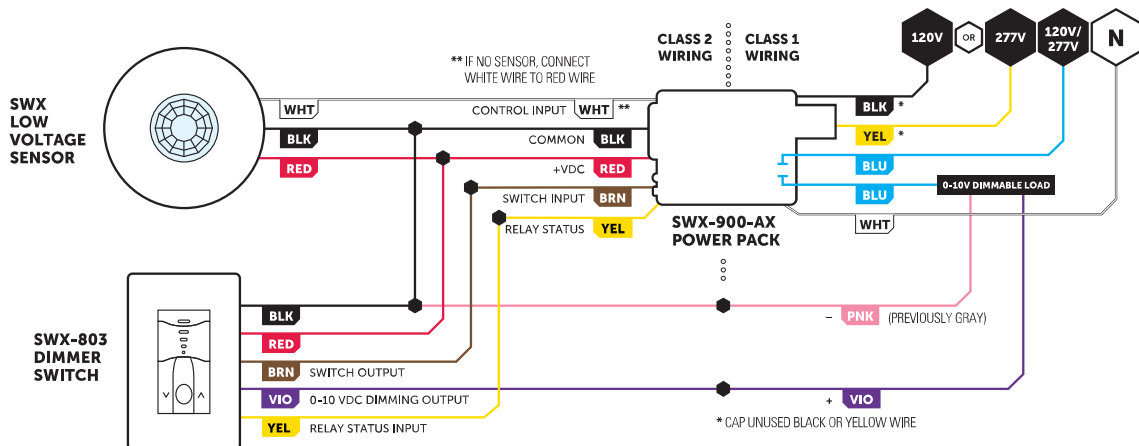 CLASS 2
WIRING
CLASS 1
WIRING
120V
OR
277V
120V/
277V
N
** IF NO SENSOR, CONNECT
WHITE WIRE TO RED WIRE
SWX
LOW
VOLTAGE
SENSOR
WHT
CONTROL INPUT
WHT
**
BLK
COMMON
BLK
RED
+VDC
RED
SWITCH INPUT
BRN
RELAY STATUS
YEL
BLK
*
YEL
*
BLU
BLU
0-10V DIMMABLE LOAD
WHT
SWX-900-AX
POWER PACK
SWX-803
DIMMER
SWITCH
BLK
RED
BRN
SWITCH OUTPUT
VIO
0-10 VDC DIMMING OUTPUT
YEL
RELAY STATUS INPUT
–
PNK
(PREVIOUSLY GRAY)
+
VIO
* CAP UNUSED BLACK OR YELLOW WIRE